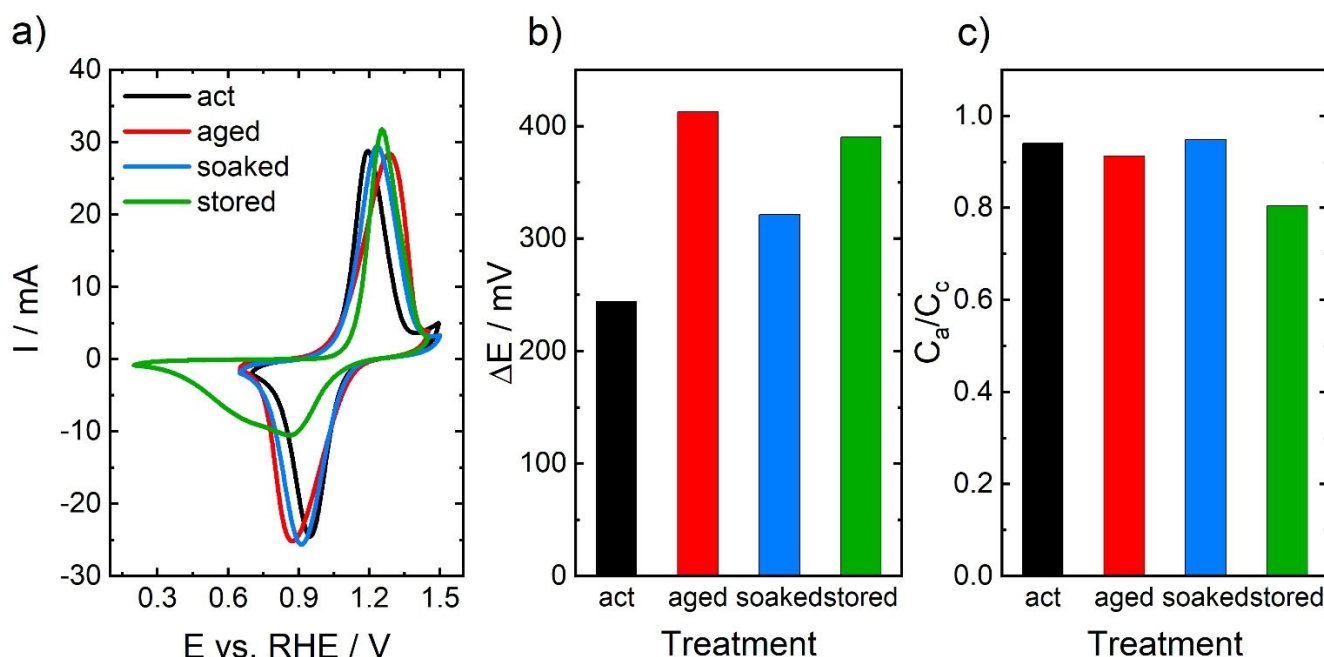 a)
act
aged
soaked
stored
40
30
20
10
0
-10
-20
-30
0.3 0.6 0.9 1.2 1.5
I / mA
E vs. RHE / V
b)
400
300
200
100
0
act aged soaked stored
ΔE / mV
Treatment
c)
1.0
0.8
0.6
0.4
0.2
0.0
act aged soaked stored
Ca/Cc
Treatment